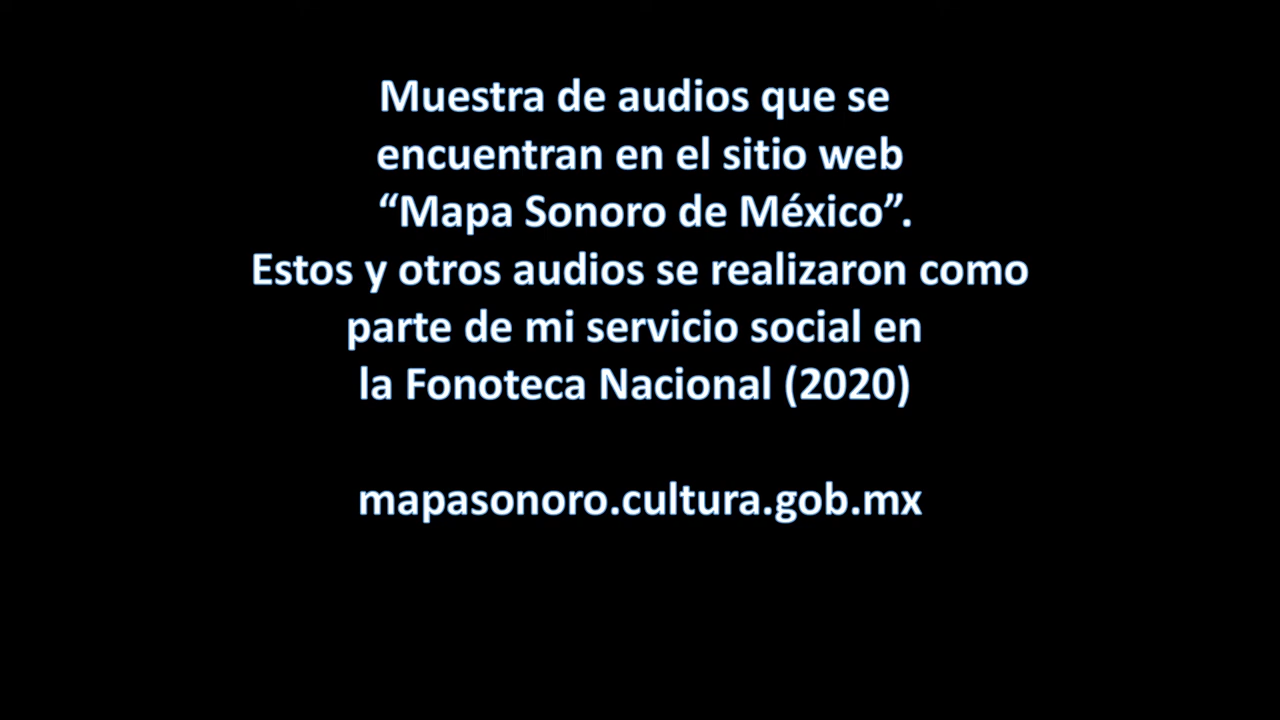 Muestra de audios que se
encuentran en el sitio web
“Mapa Sonoro de México”.
Estos y otros audios se realizaron como
parte de mi servicio social en
la Fonoteca Nacional (2020)
mapasonoro.cultura.gob.mx